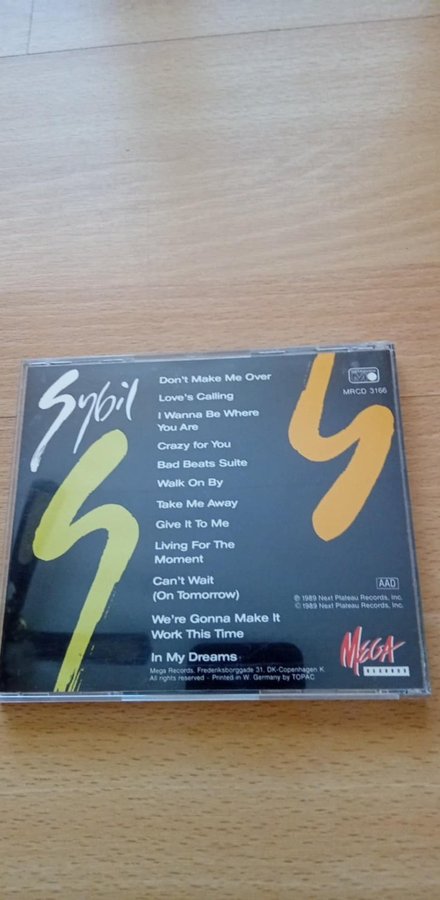 Sybil
Don't Make Me Over
Love's Calling
I Wanna Be Where
You Are
Crazy for You
Bad Beats Suite
Walk On By
Take Me Away
Give It To Me
Living For The
Moment
Can't Wait
(On Tomorrow)
We're Gonna Make It
Work This Time
In My Dreams
MRCD 3166
AAD
℗ 1989 Next Plateau Records, Inc.
© 1989 Next Plateau Records, Inc.
MEGA
RECORDS
Mega Records. Frederiksborggade 31, DK-Copenhagen K
All rights reserved - Printed in W. Germany by TOPAC